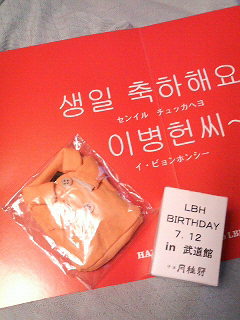 생일 축하해요
センイル チュッカヘヨ
이병헌씨~
イ・ビョンホンシー
LBH
BIRTHDAY
7.12
in 武道館